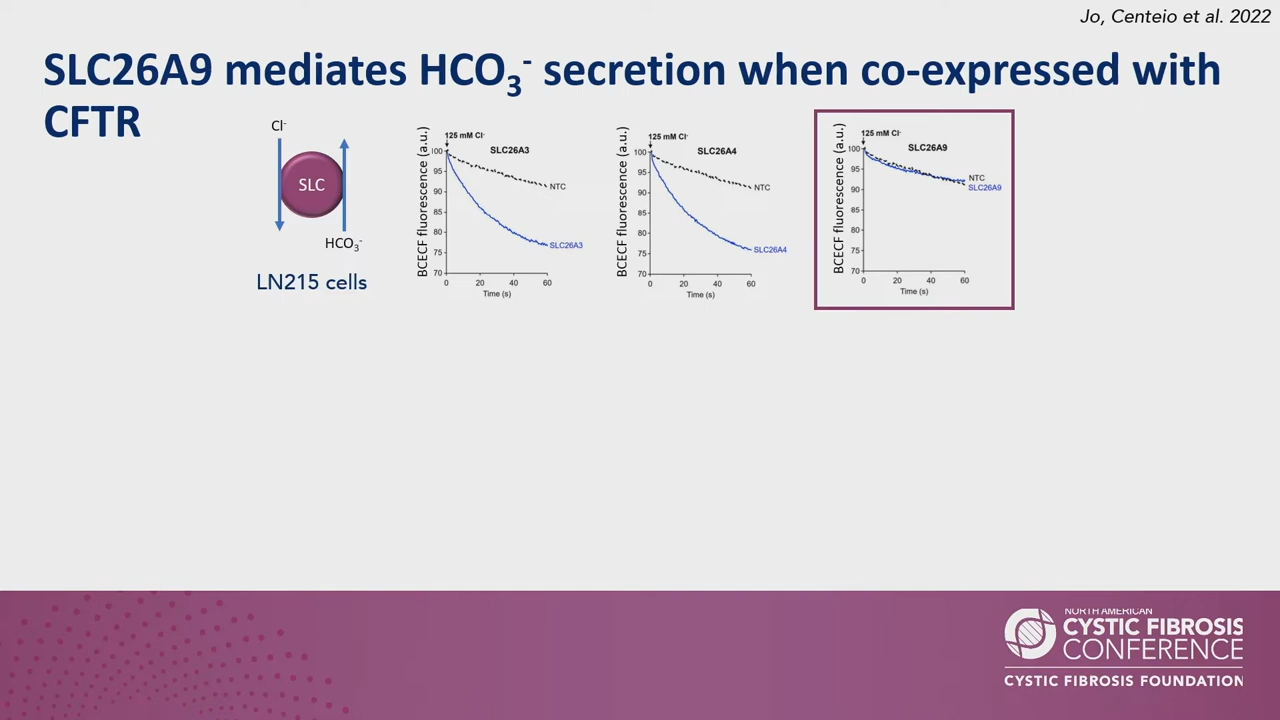 Jo, Centeio et al. 2022
SLC26A9 mediates HCO3- secretion when co-expressed with
CFTR
Cl-
SLC
HCO3-
LN215 cells
BCECF fluorescence (a.u.)
125 mM Cl-
SLC26A3
100
95
90
85
80
75
70
NTC
SLC26A3
0 20 40 60
Time (s)
BCECF fluorescence (a.u.)
125 mM Cl-
SLC26A4
100
95
90
85
80
75
70
NTC
SLC26A4
0 20 40 60
Time (s)
BCECF fluorescence (a.u.)
125 mM Cl-
SLC26A9
100
95
90
85
80
75
70
NTC
SLC26A9
0 20 40 60
Time (s)
NORTH AMERICAN
CYSTIC FIBROSIS
CONFERENCE
CYSTIC FIBROSIS FOUNDATION